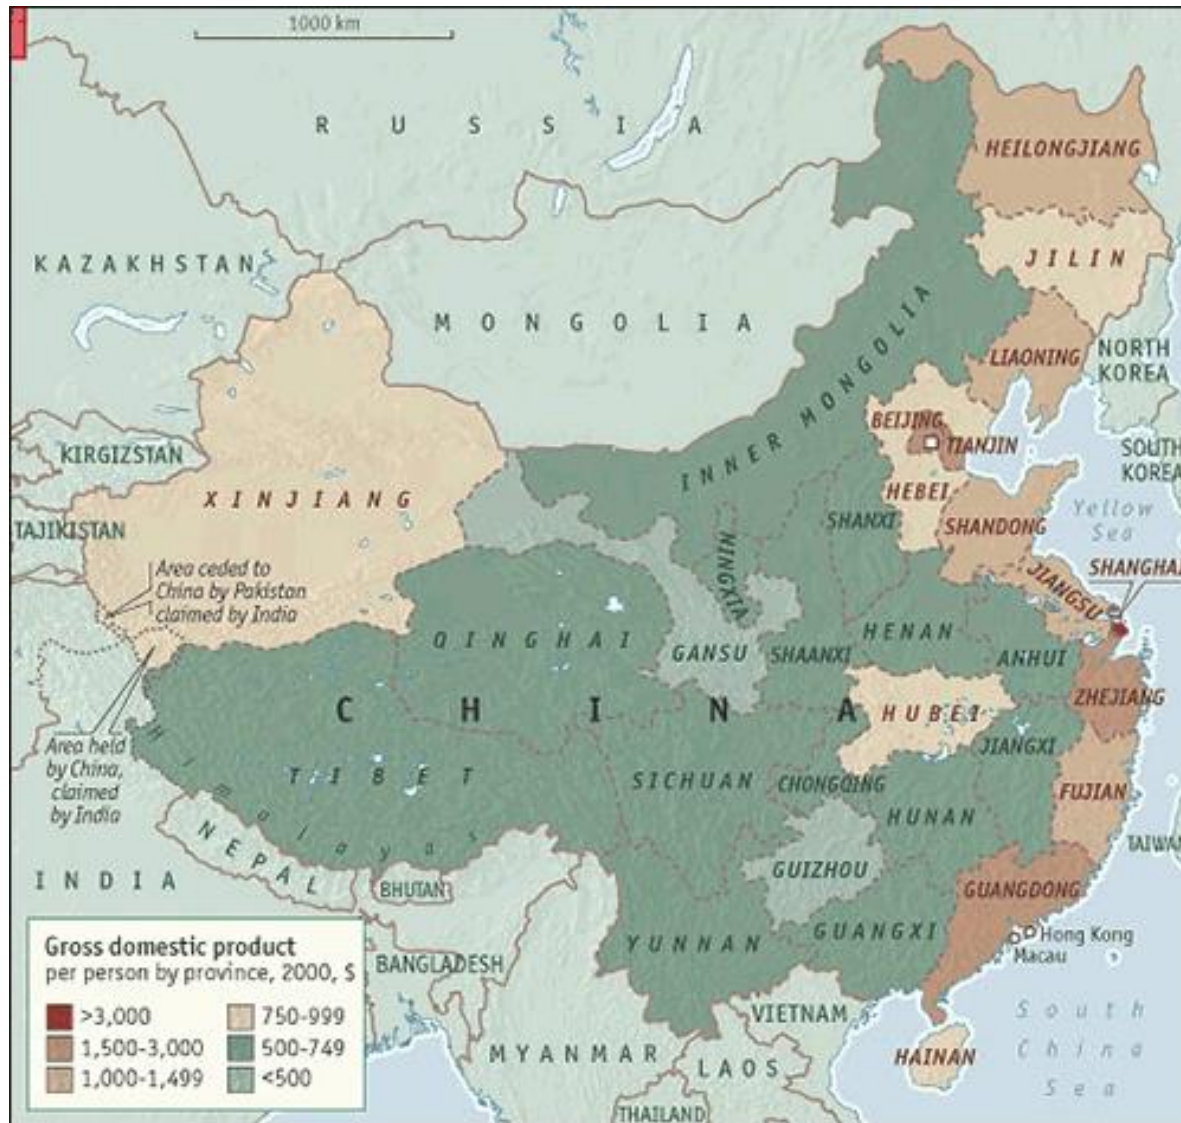 1000 km
RUSSIA
HEILONGJIANG
KAZAKHSTAN
JILIN
MONGOLIA
INNER MONGOLIA
LIAONING
NORTH
KOREA
BEIJING
TIANJIN
KIRGIZSTAN
SOUTH
KOREA
XINJIANG
HEBEI
SHANXI
SHANDONG
Yellow
Sea
TAJIKISTAN
NINGXIA
Area ceded to
China by Pakistan
claimed by India
SHANGHAI
JIANGSU
QINGHAI
GANSU
SHAANXI
HENAN
ANHUI
CHINA
HUBEI
ZHEJIANG
Area held
by China,
claimed
by India
Himalayas
TIBET
SICHUAN
CHONGQING
JIANGXI
HUNAN
FUJIAN
TAIWAN
NEPAL
INDIA
BHUTAN
GUIZHOU
GUANGDONG
YUNNAN
GUANGXI
Hong Kong
Macau
BANGLADESH
VIETNAM
South
China
Sea
MYANMAR
LAOS
HAINAN
THAILAND
Gross domestic product
per person by province, 2000, $
>3,000
1,500-3,000
1,000-1,499
750-999
500-749
<500